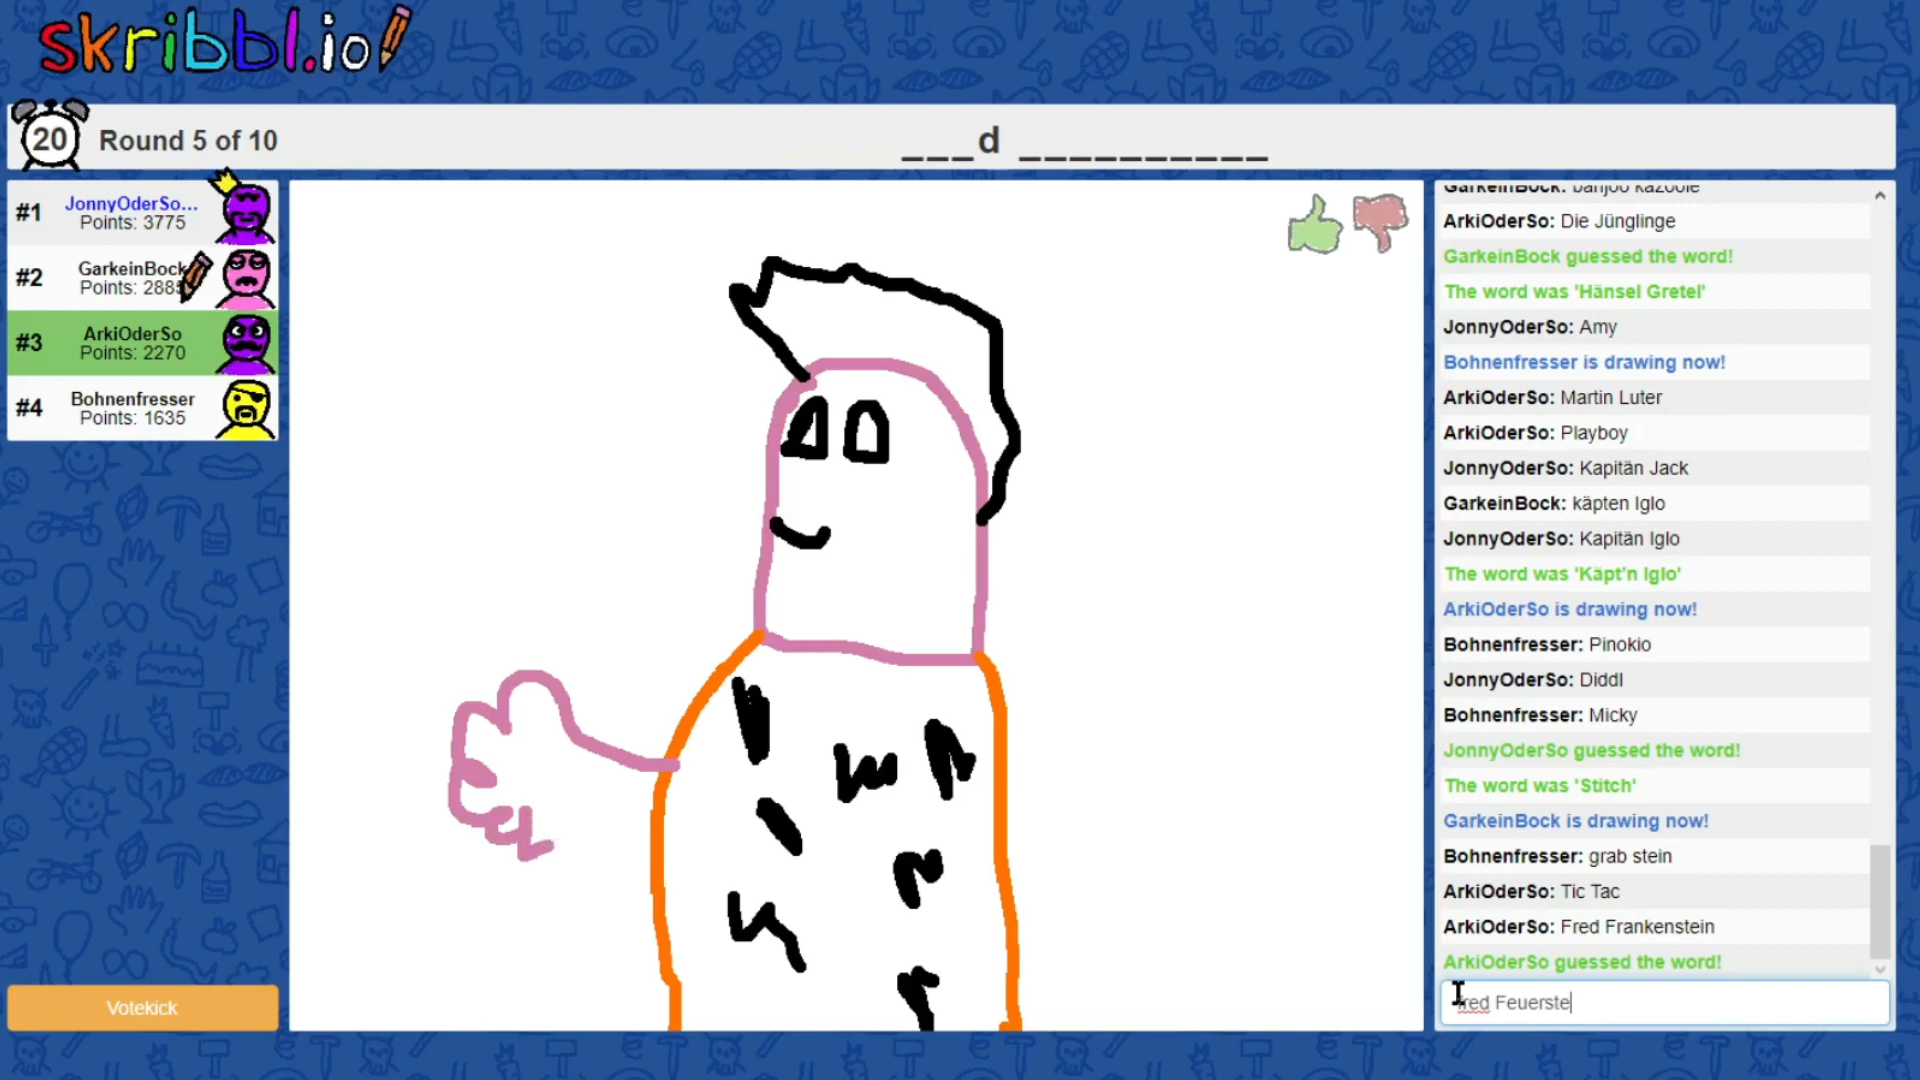 skribbl.io
20
Round 5 of 10
___d __________
#1
JonnyOderSo...
Points: 3775
#2
GarkeinBock
Points: 2885
#3
ArkiOderSo
Points: 2270
#4
Bohnenfresser
Points: 1635
Votekick
GarkeinBock: banjoo kazooie
ArkiOderSo: Die Jünglinge
GarkeinBock guessed the word!
The word was 'Hänsel Gretel'
JonnyOderSo: Amy
Bohnenfresser is drawing now!
ArkiOderSo: Martin Luter
ArkiOderSo: Playboy
JonnyOderSo: Kapitän Jack
GarkeinBock: käpten Iglo
JonnyOderSo: Kapitän Iglo
The word was 'Käpt'n Iglo'
ArkiOderSo is drawing now!
Bohnenfresser: Pinokio
JonnyOderSo: Diddl
Bohnenfresser: Micky
JonnyOderSo guessed the word!
The word was 'Stitch'
GarkeinBock is drawing now!
Bohnenfresser: grab stein
ArkiOderSo: Tic Tac
ArkiOderSo: Fred Frankenstein
ArkiOderSo guessed the word!
fred Feuerste